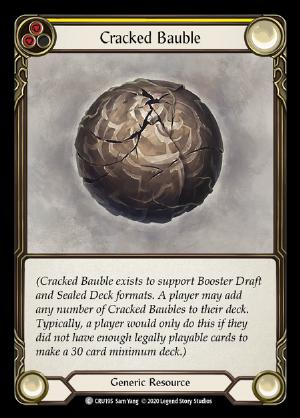 Cracked Bauble
(Cracked Bauble exists to support Booster Draft
and Sealed Deck formats. A player may add
any number of Cracked Baubles to their deck.
Typically, a player would only do this if they
did not have enough legally playable cards to
make a 30 card minimum deck.)
Generic Resource
C CRU195 Sam Yang © 2020 Legend Story Studios